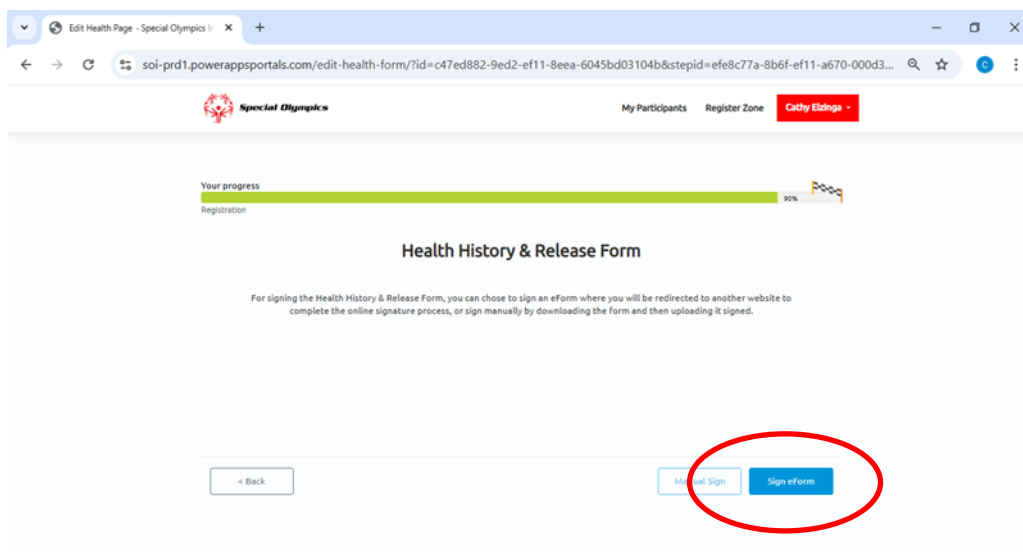 Edit Health Page - Special Olympics In
soi-prd1.powerappsportals.com/edit-health-form/?id=c47ed882-9ed2-ef11-8eea-6045bd03104b&stepid=efe8c77a-8b6f-ef11-a670-000d3...
C
Special Olympics
My Participants Register Zone Cathy Elzinga
Your progress
90%
Registration
Health History & Release Form
For signing the Health History & Release Form, you can chose to sign an eForm where you will be redirected to another website to
complete the online signature process, or sign manually by downloading the form and then uploading it signed.
< Back Manual Sign Sign eForm